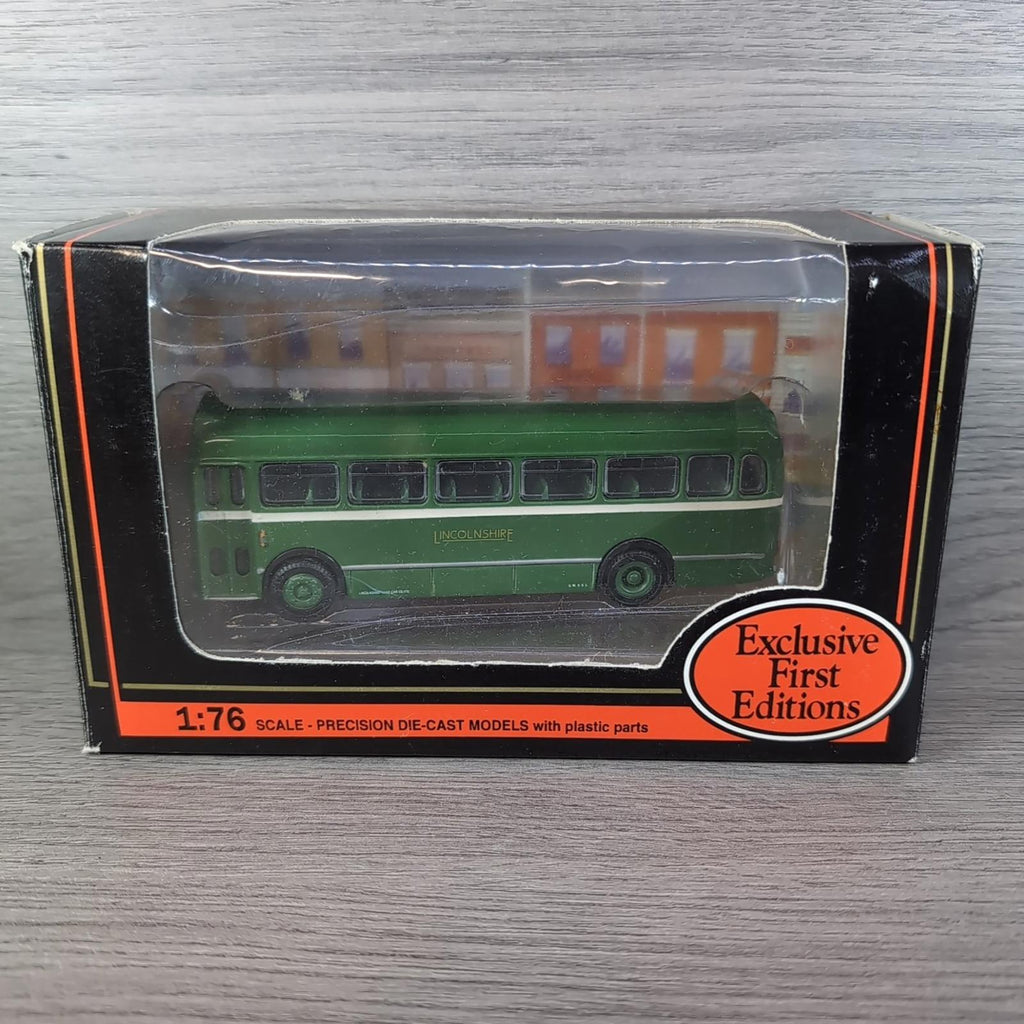 LINCOLNSHIRE
Exclusive
First
Editions
1:76 SCALE - PRECISION DIE-CAST MODELS with plastic parts